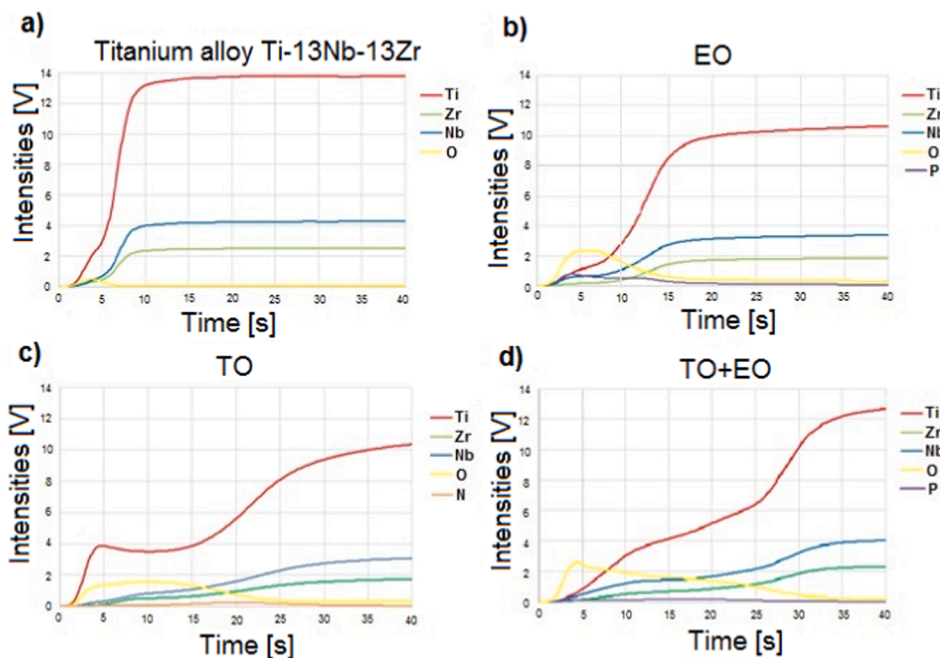 a)
Titanium alloy Ti-13Nb-13Zr
Intensities [V]
14
12
10
8
6
4
2
0
0 5 10 15 20 25 30 35 40
Time [s]
Ti
Zr
Nb
O
b)
EO
Intensities [V]
14
12
10
8
6
4
2
0
0 5 10 15 20 25 30 35 40
Time [s]
Ti
Zr
Nb
O
P
c)
TO
Intensities [V]
14
12
10
8
6
4
2
0
0 5 10 15 20 25 30 35 40
Time [s]
Ti
Zr
Nb
O
N
d)
TO+EO
Intensities [V]
14
12
10
8
6
4
2
0
0 5 10 15 20 25 30 35 40
Time [s]
Ti
Zr
Nb
O
P